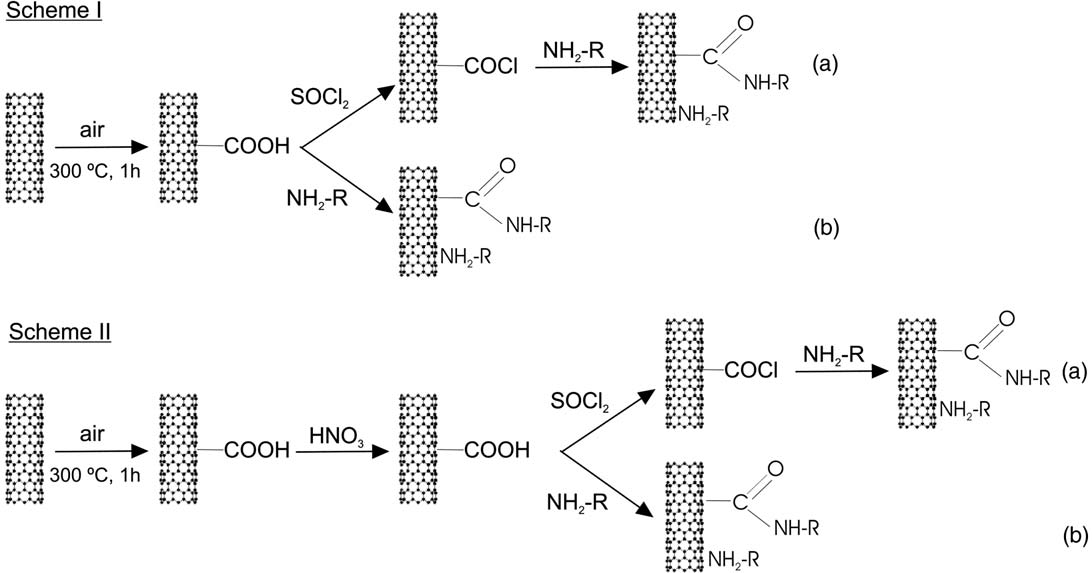 Scheme I
COCl
NH₂-R
O
C
NH-R
NH₂-R
(a)
SOCl₂
air
300 ºC, 1h
COOH
NH₂-R
O
C
NH-R
NH₂-R
(b)
Scheme II
COCl
NH₂-R
O
C
NH-R
NH₂-R
(a)
SOCl₂
air
300 ºC, 1h
COOH
HNO₃
COOH
NH₂-R
O
C
NH-R
NH₂-R
(b)